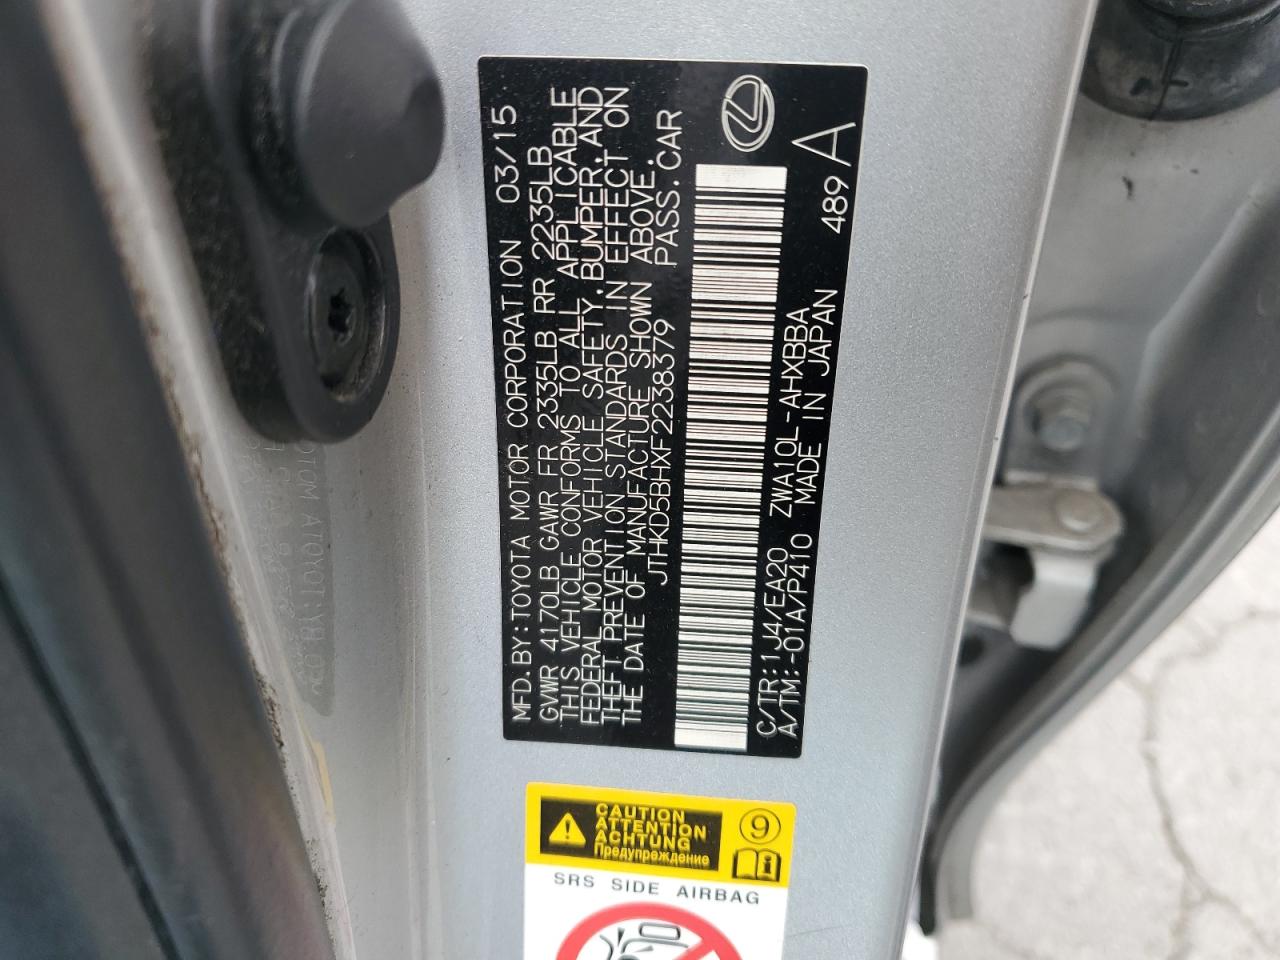 MFD.BY:TOYOTA MOTOR CORPORATION 03/15
GVWR 4170LB GAWR FR 2335LB RR 2235LB
THIS VEHICLE CONFORMS TO ALL APPLICABLE
FEDERAL MOTOR VEHICLE SAFETY,BUMPER,AND
THEFT PREVENTION STANDARDS IN EFFECT ON
THE DATE OF MANUFACTURE SHOWN ABOVE.
JTHKD5BHXF2238379 PASS.CAR
C/TR:1J4/EA20 ZWA10L-AHXBBA 489A
A/TM:-01A/P410 MADE IN JAPAN
CAUTION
ATTENTION
ACHTUNG
Предупреждение
9
i
SRS SIDE AIRBAG